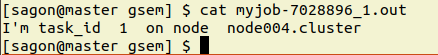 [sagon@master gsem]$ cat myjob-7028896_1.out
I'm task_id  1  on node  node004.cluster
[sagon@master gsem]$